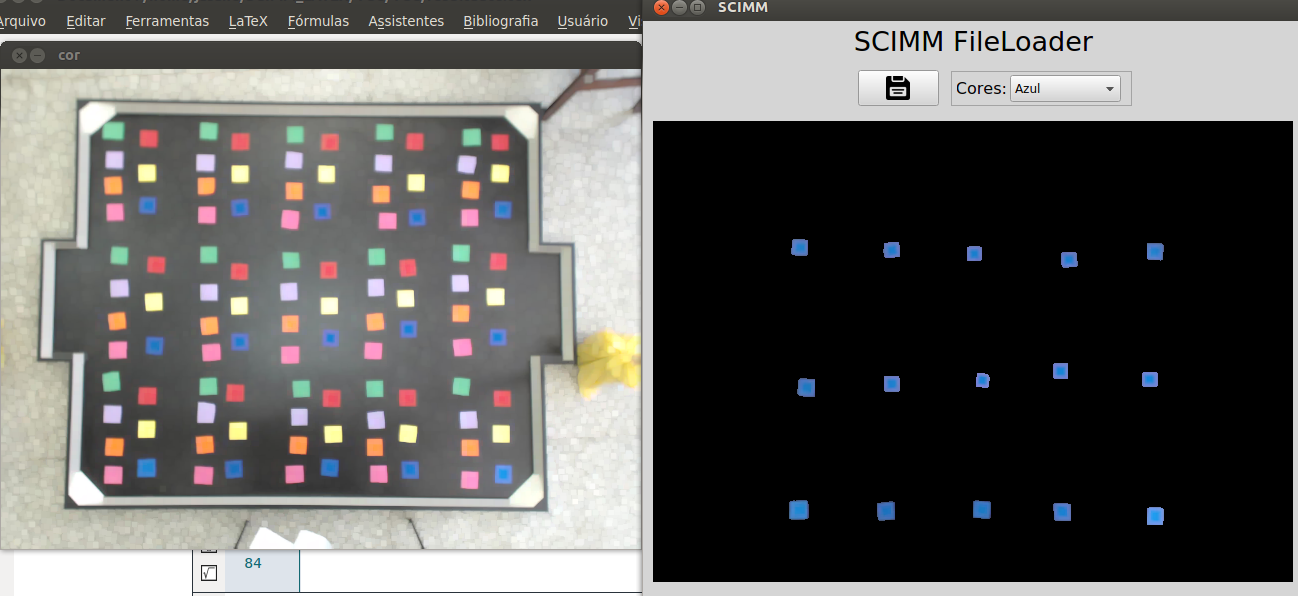 Arquivo Editar Ferramentas LaTeX Fórmulas Assistentes Bibliografia Usuário Vi
cor
84
SCIMM
SCIMM FileLoader
Cores: Azul